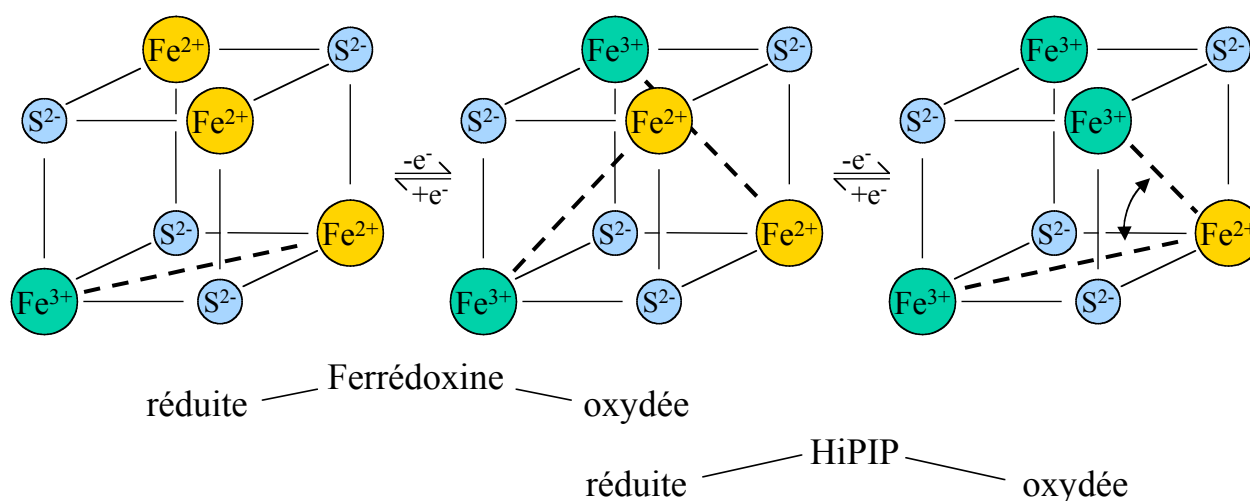 Fe²⁺ S²⁻ Fe³⁺ S²⁻ Fe³⁺ S²⁻
S²⁻ Fe²⁺ S²⁻ Fe²⁺ S²⁻ Fe³⁺
-e⁻ -e⁻
+e⁻ +e⁻
S²⁻ Fe²⁺ S²⁻ Fe²⁺ S²⁻ Fe²⁺
Fe³⁺ S²⁻ Fe³⁺ S²⁻ Fe³⁺ S²⁻
Ferrédoxine
réduite oxydée
HiPIP
réduite oxydée